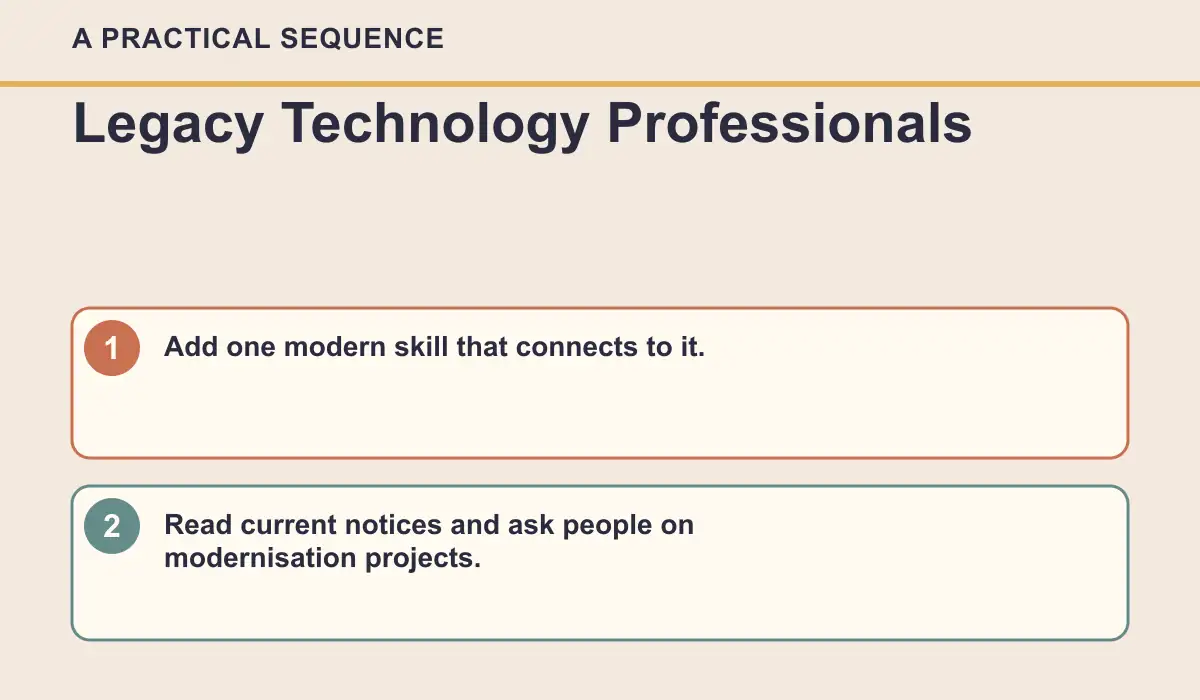 A PRACTICAL SEQUENCE
Legacy Technology Professionals
1
Add one modern skill that connects to it.
2
Read current notices and ask people on
modernisation projects.